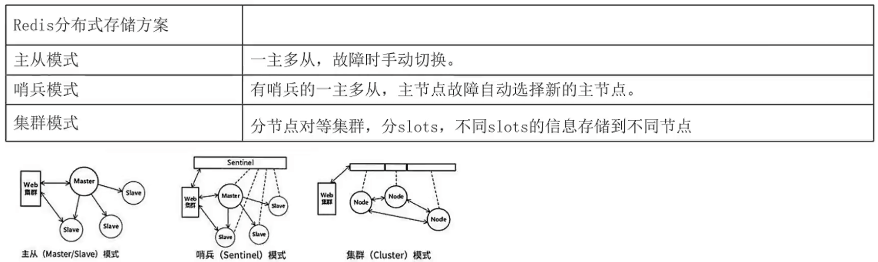 Redis分布式存储方案
主从模式 一主多从，故障时手动切换。
哨兵模式 有哨兵的一主多从，主节点故障自动选择新的主节点。
集群模式 分节点对等集群，分slots，不同slots的信息存储到不同节点
Web
集群
Master
Slave
Slave
Slave
主从（Master/Slave）模式
Sentinel
Web
集群
Master
Slave
Slave
Slave
哨兵（Sentinel）模式
Web
集群
Node
Node
Node
集群（Cluster）模式